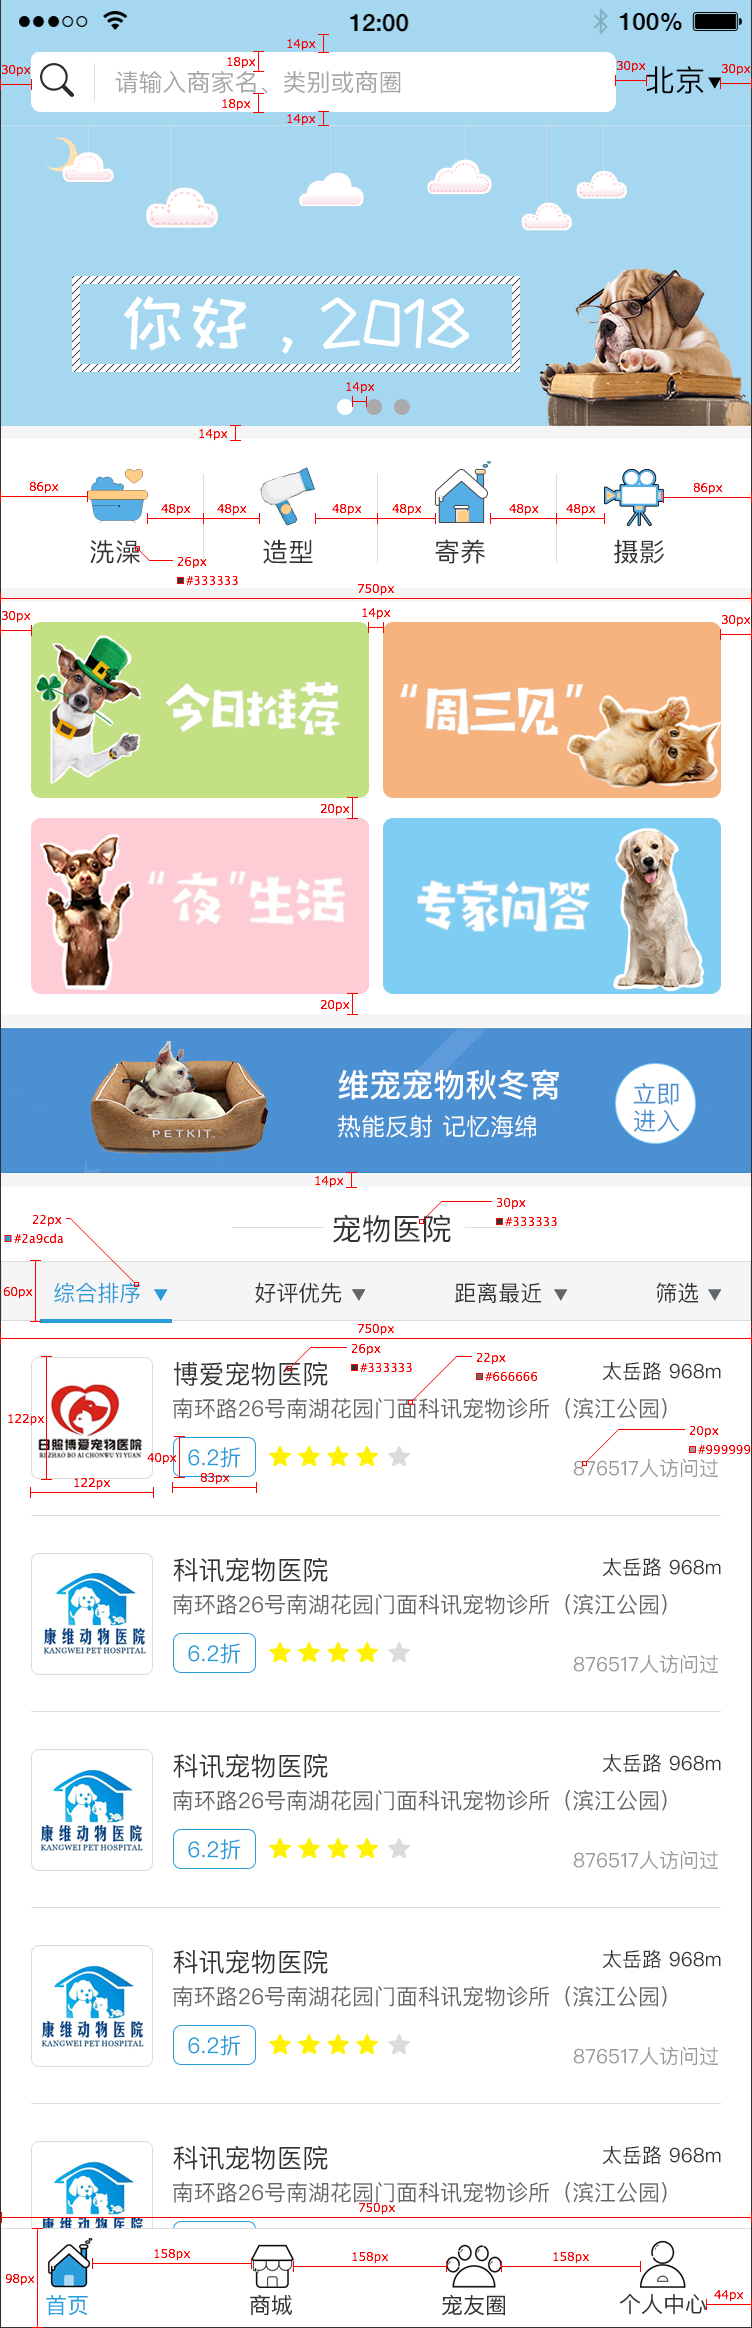 12:00 100%
14px
30px 18px 30px 30px
请输入商家名、类别或商圈 北京
18px
14px
你好，2018
14px
14px
86px 48px 48px 48px 48px 48px 48px 86px
洗澡 造型 寄养 摄影
26px
#333333
750px
30px 14px 30px
今日推荐 “周三见”
20px
“夜”生活 专家问答
20px
PETKIT
维宠宠物秋冬窝
热能反射 记忆海绵
立即
进入
14px
30px
宠物医院 #333333
22px
#2a9cda
60px 综合排序 好评优先 距离最近 筛选
750px
26px
#333333
22px
#666666
博爱宠物医院 太岳路 968m
南环路26号南湖花园门面科讯宠物诊所（滨江公园）
122px
日照博爱宠物医院
RIZHAO BO AI CHONWU YI YUAN
40px 6.2折 83px
20px
#999999
876517人访问过
122px
科讯宠物医院 太岳路 968m
南环路26号南湖花园门面科讯宠物诊所（滨江公园）
康维动物医院
KANGWEI PET HOSPITAL
6.2折 876517人访问过
科讯宠物医院 太岳路 968m
南环路26号南湖花园门面科讯宠物诊所（滨江公园）
康维动物医院
KANGWEI PET HOSPITAL
6.2折 876517人访问过
科讯宠物医院 太岳路 968m
南环路26号南湖花园门面科讯宠物诊所（滨江公园）
康维动物医院
KANGWEI PET HOSPITAL
6.2折 876517人访问过
科讯宠物医院 太岳路 968m
南环路26号南湖花园门面科讯宠物诊所（滨江公园）
750px
康维动物医院
98px 158px 158px 158px 44px
首页 商城 宠友圈 个人中心